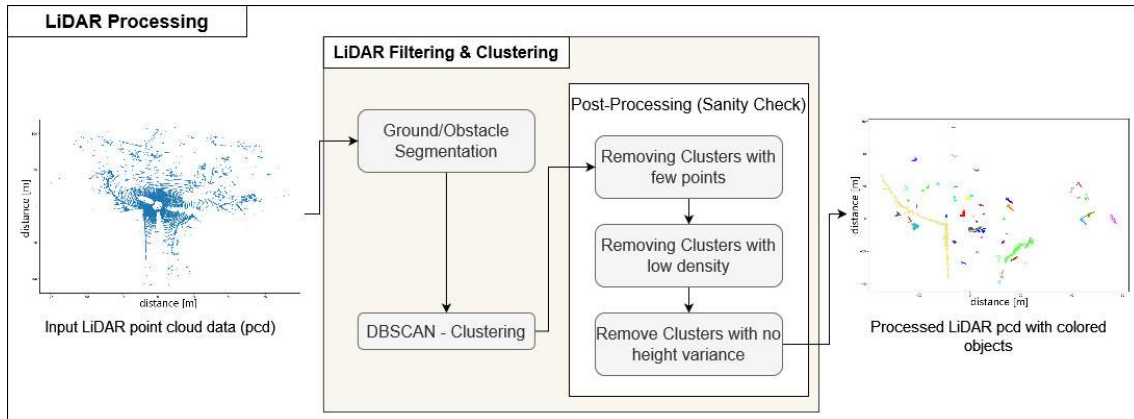 LiDAR Processing
LiDAR Filtering & Clustering
Post-Processing (Sanity Check)
Ground/Obstacle
Segmentation
DBSCAN - Clustering
Removing Clusters with
few points
Removing Clusters with
low density
Remove Clusters with no
height variance
distance [m]
distance [m]
Input LiDAR point cloud data (pcd)
distance [m]
distance [m]
Processed LiDAR pcd with colored
objects